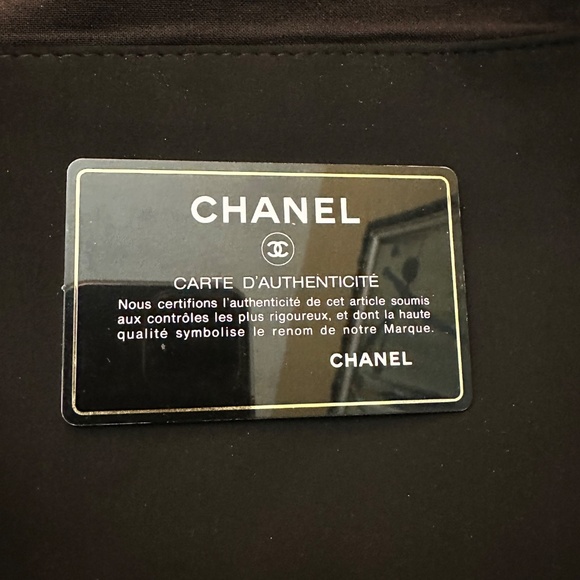 CHANEL
CARTE D'AUTHENTICITÉ
Nous certifions l'authenticité de cet article soumis
aux contrôles les plus rigoureux, et dont la haute
qualité symbolise le renom de notre Marque.
CHANEL